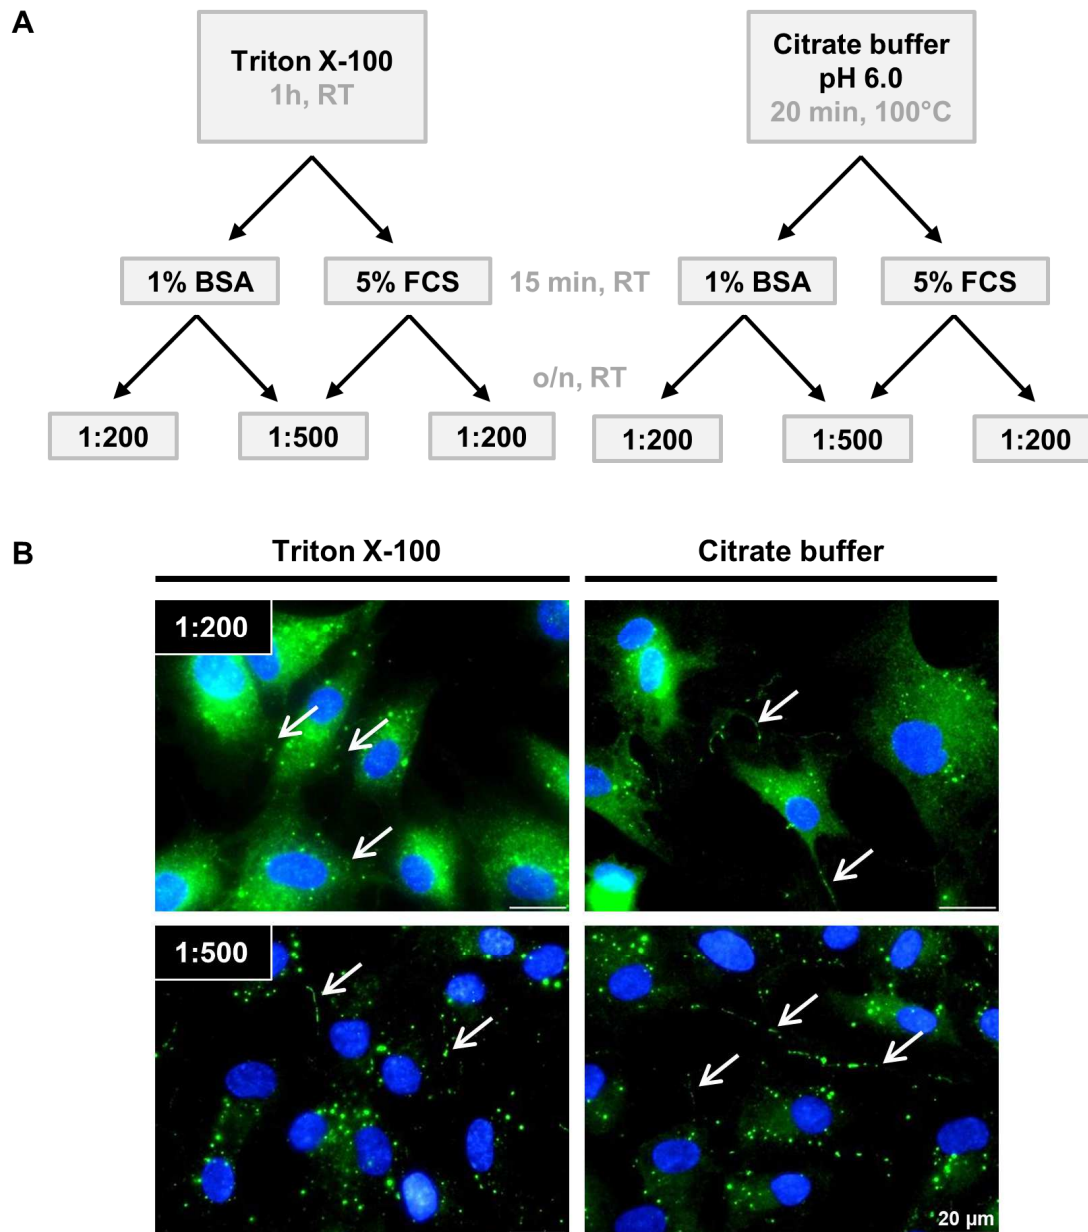 A
Triton X-100
1h, RT
Citrate buffer
pH 6.0
20 min, 100°C
1% BSA
5% FCS
15 min, RT
1% BSA
5% FCS
o/n, RT
1:200
1:500
1:200
1:200
1:500
1:200
B
Triton X-100
Citrate buffer
1:200
1:500
20 µm